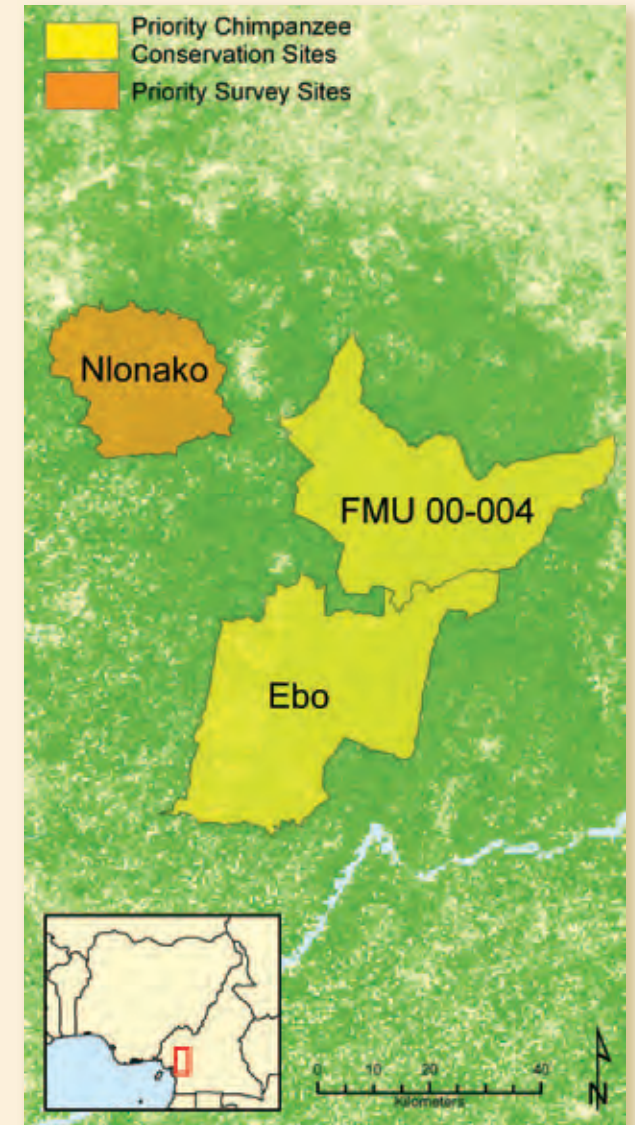 Priority Chimpanzee
Conservation Sites
Priority Survey Sites
Nlonako
FMU 00-004
Ebo
0 10 20 40
Kilometers
N